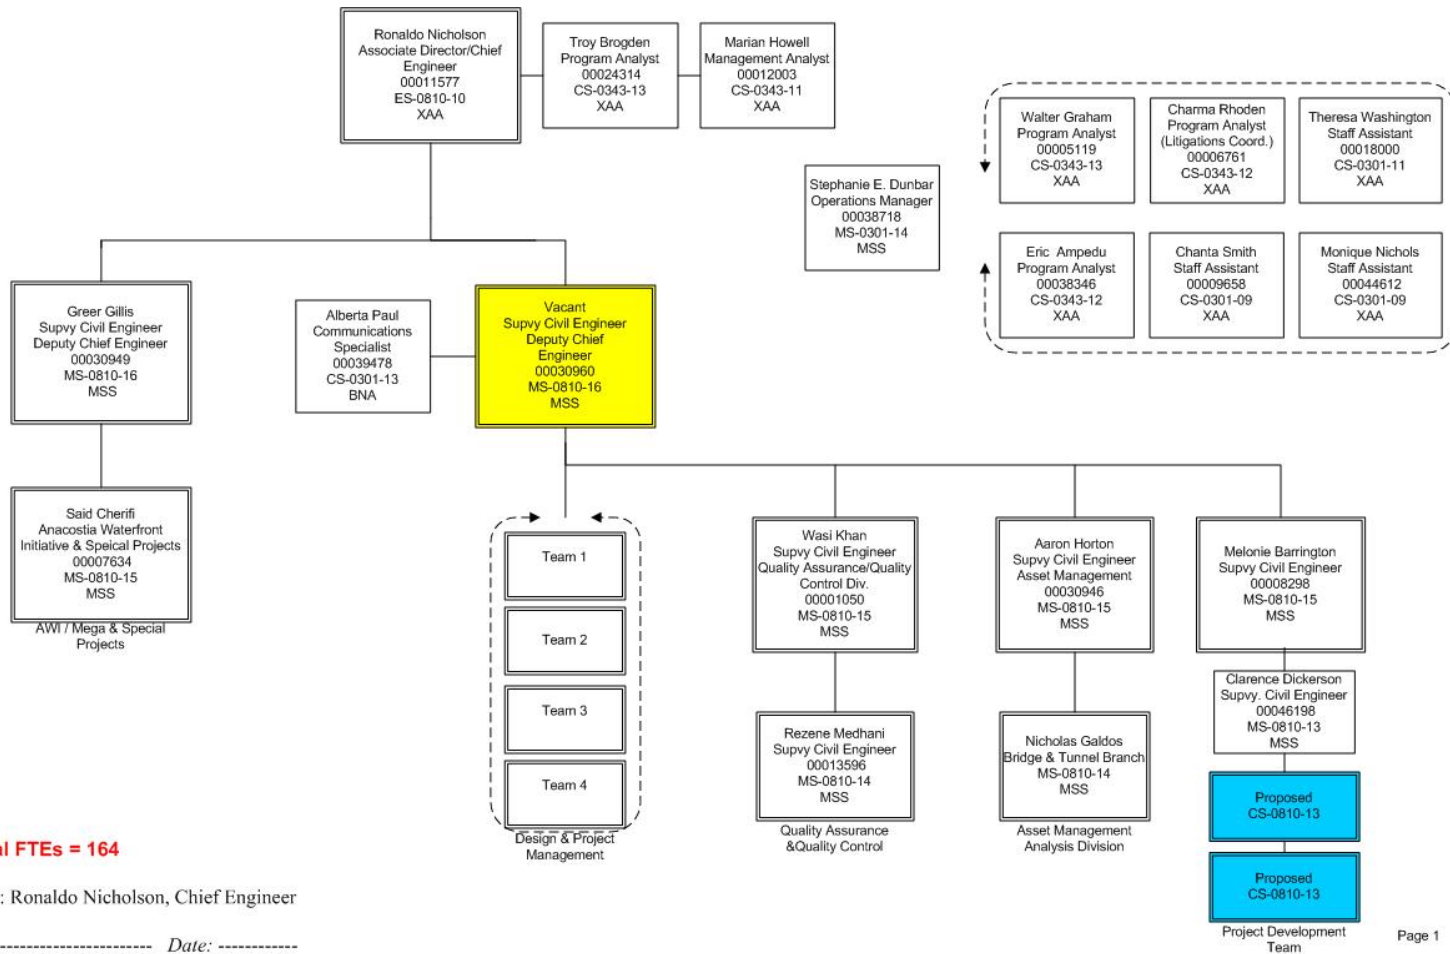 Ronaldo Nicholson
Associate Director/Chief
Engineer
00011577
ES-0810-10
XAA
Troy Brogden
Program Analyst
00024314
CS-0343-13
XAA
Marian Howell
Management Analyst
00012003
CS-0343-11
XAA
Walter Graham
Program Analyst
00005119
CS-0343-13
XAA
Charma Rhoden
Program Analyst
(Litigations Coord.)
00006761
CS-0343-12
XAA
Theresa Washington
Staff Assistant
00018000
CS-0301-11
XAA
Stephanie E. Dunbar
Operations Manager
00038718
MS-0301-14
MSS
Eric Ampedu
Program Analyst
00038346
CS-0343-12
XAA
Chanta Smith
Staff Assistant
00009658
CS-0301-09
XAA
Monique Nichols
Staff Assistant
00044612
CS-0301-09
XAA
Greer Gillis
Supvy Civil Engineer
Deputy Chief Engineer
00030949
MS-0810-16
MSS
Alberta Paul
Communications
Specialist
00039478
CS-0301-13
BNA
Vacant
Supvy Civil Engineer
Deputy Chief
Engineer
00030960
MS-0810-16
MSS
Said Cherifi
Anacostia Waterfront
Initiative & Speical Projects
00007634
MS-0810-15
MSS
AWI / Mega & Special
Projects
Team 1
Team 2
Team 3
Team 4
Design & Project
Management
Wasi Khan
Supvy Civil Engineer
Quality Assurance/Quality
Control Div.
00001050
MS-0810-15
MSS
Rezene Medhani
Supvy Civil Engineer
00013596
MS-0810-14
MSS
Quality Assurance
&Quality Control
Aaron Horton
Supvy Civil Engineer
Asset Management
00030946
MS-0810-15
MSS
Nicholas Galdos
Bridge & Tunnel Branch
MS-0810-14
MSS
Asset Management
Analysis Division
Melonie Barrington
Supvy Civil Engineer
00008298
MS-0810-15
MSS
Clarence Dickerson
Supvy. Civil Engineer
00046198
MS-0810-13
MSS
Proposed
CS-0810-13
Proposed
CS-0810-13
Project Development
Team
al FTEs = 164
: Ronaldo Nicholson, Chief Engineer
----------------------- Date: ------------
Page 1